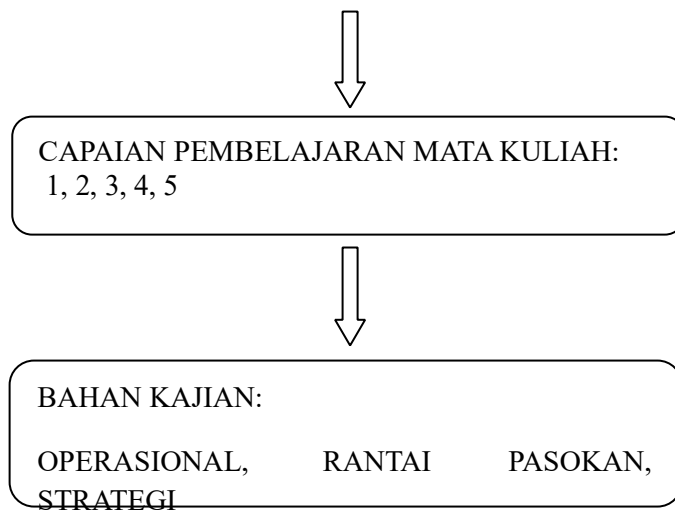 CAPAIAN PEMBELAJARAN MATA KULIAH:
1, 2, 3, 4, 5
BAHAN KAJIAN:
OPERASIONAL, RANTAI PASOKAN,
STRATEGI